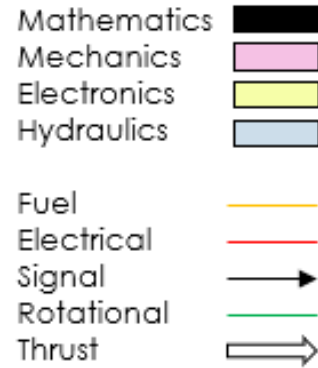 Mathematics
Mechanics
Electronics
Hydraulics
Fuel
Electrical
Signal
Rotational
Thrust